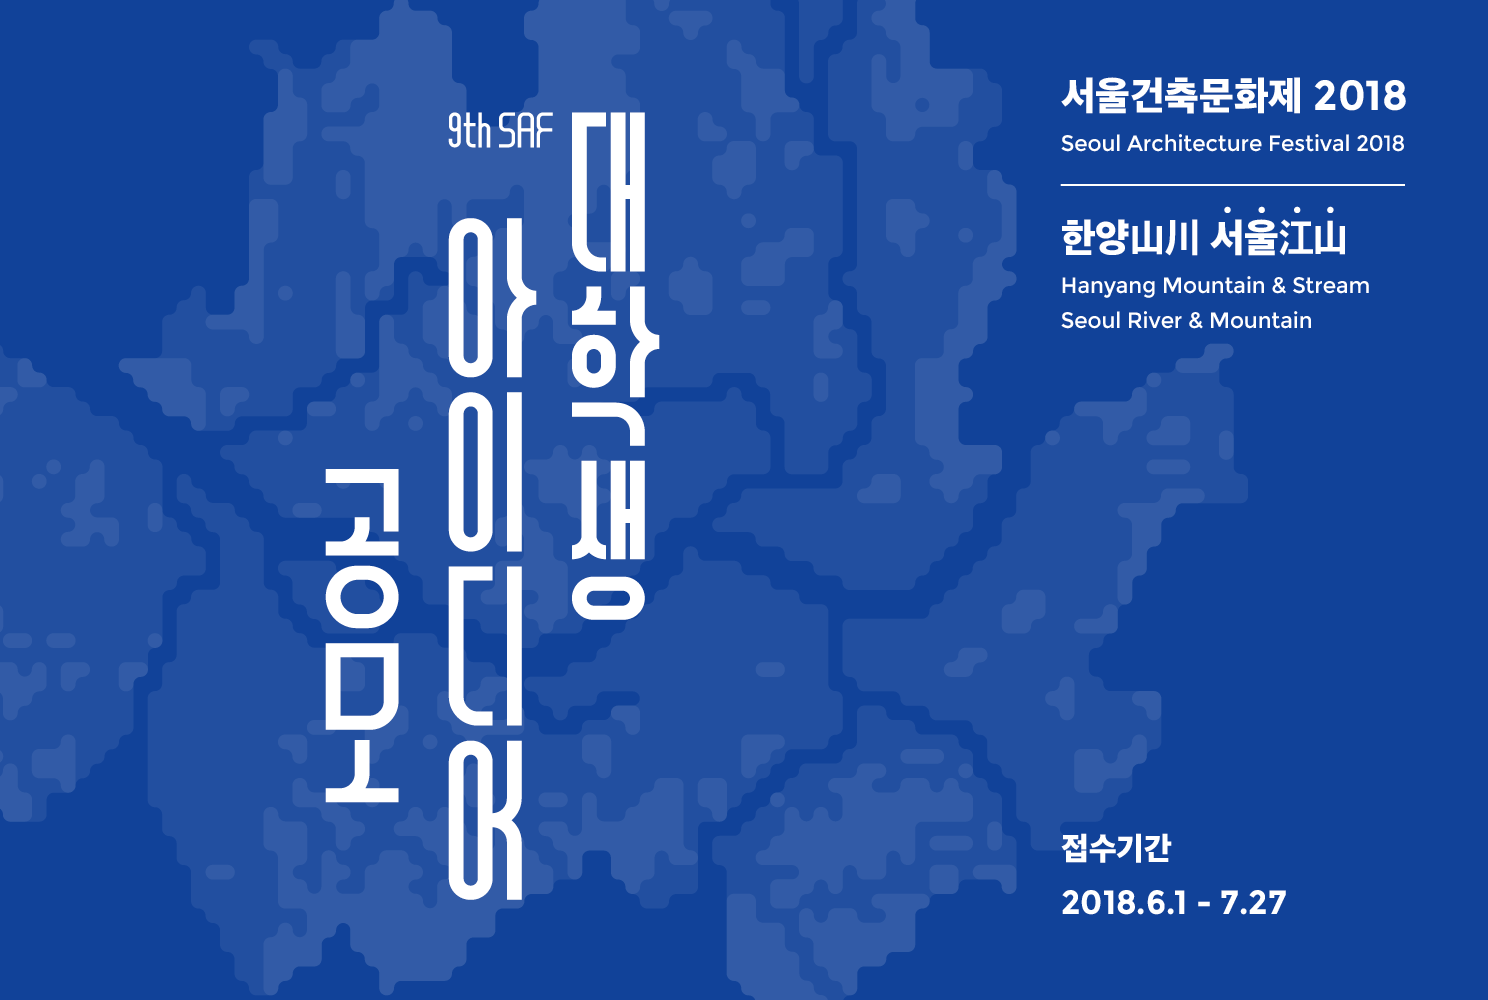 9th SAF
대학생
아이디어
공모
서울건축문화제 2018
Seoul Architecture Festival 2018
한양山川 서울江山
Hanyang Mountain & Stream
Seoul River & Mountain
접수기간
2018.6.1 - 7.27